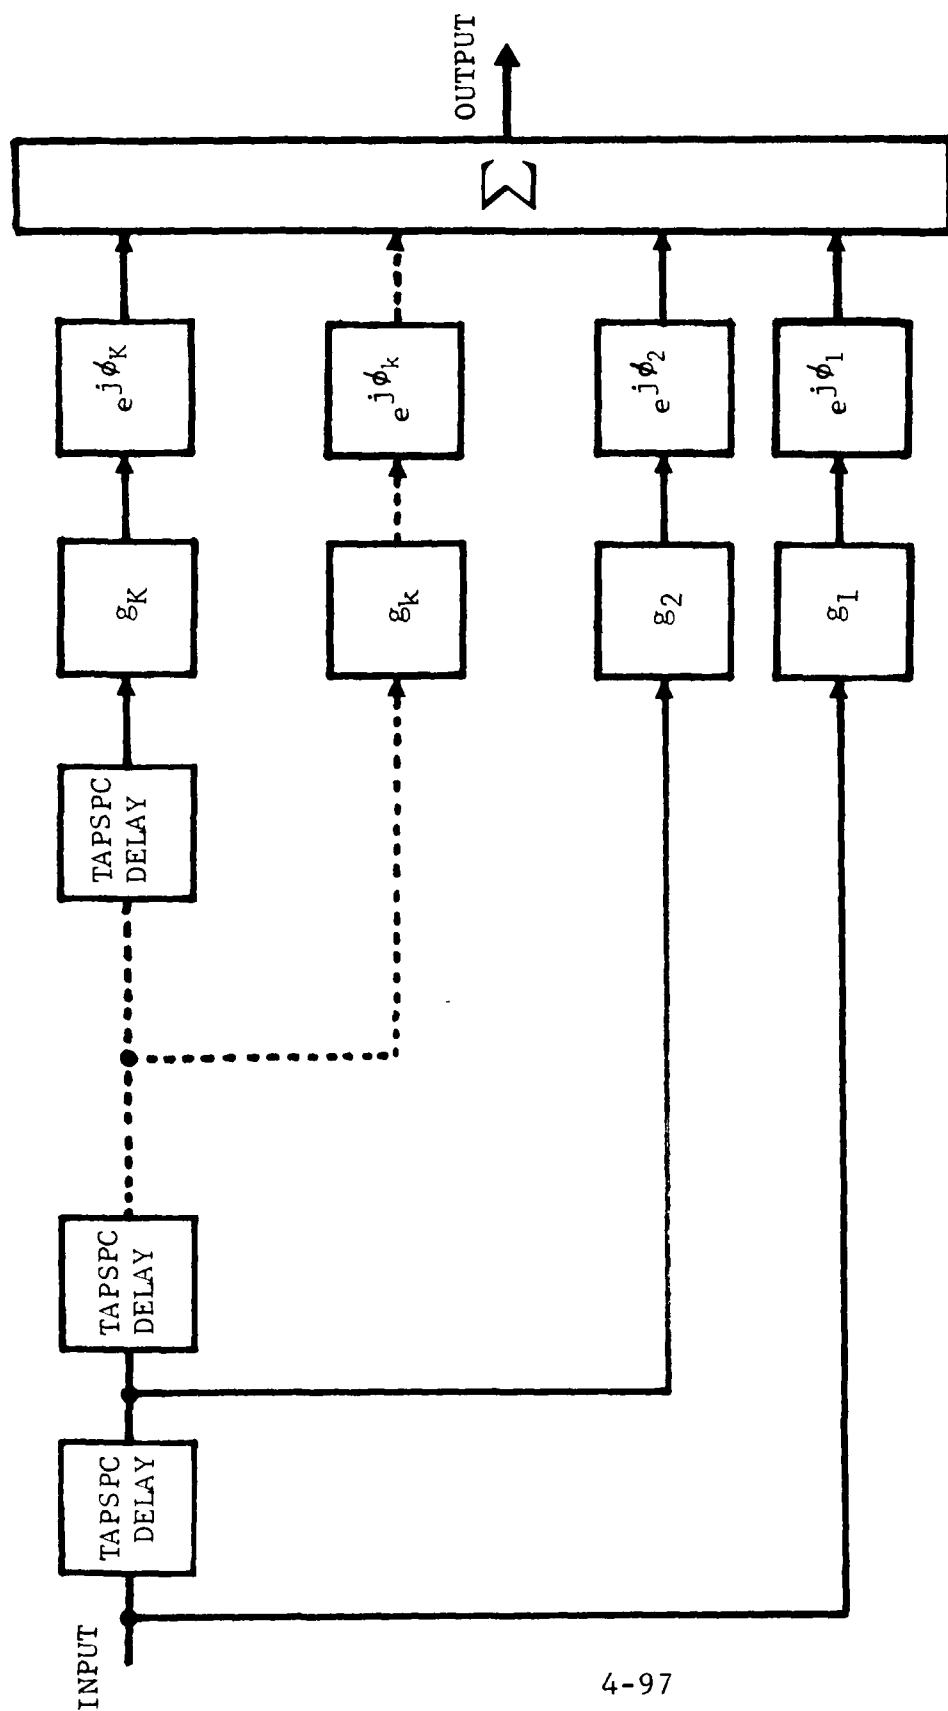 INPUT
TAPSPC
DELAY
TAPSPC
DELAY
TAPSPC
DELAY
g_K
e^{jϕ_K}
g_k
e^{jϕ_k}
g_2
e^{jϕ_2}
g_1
e^{jϕ_1}
Σ
OUTPUT
4-97